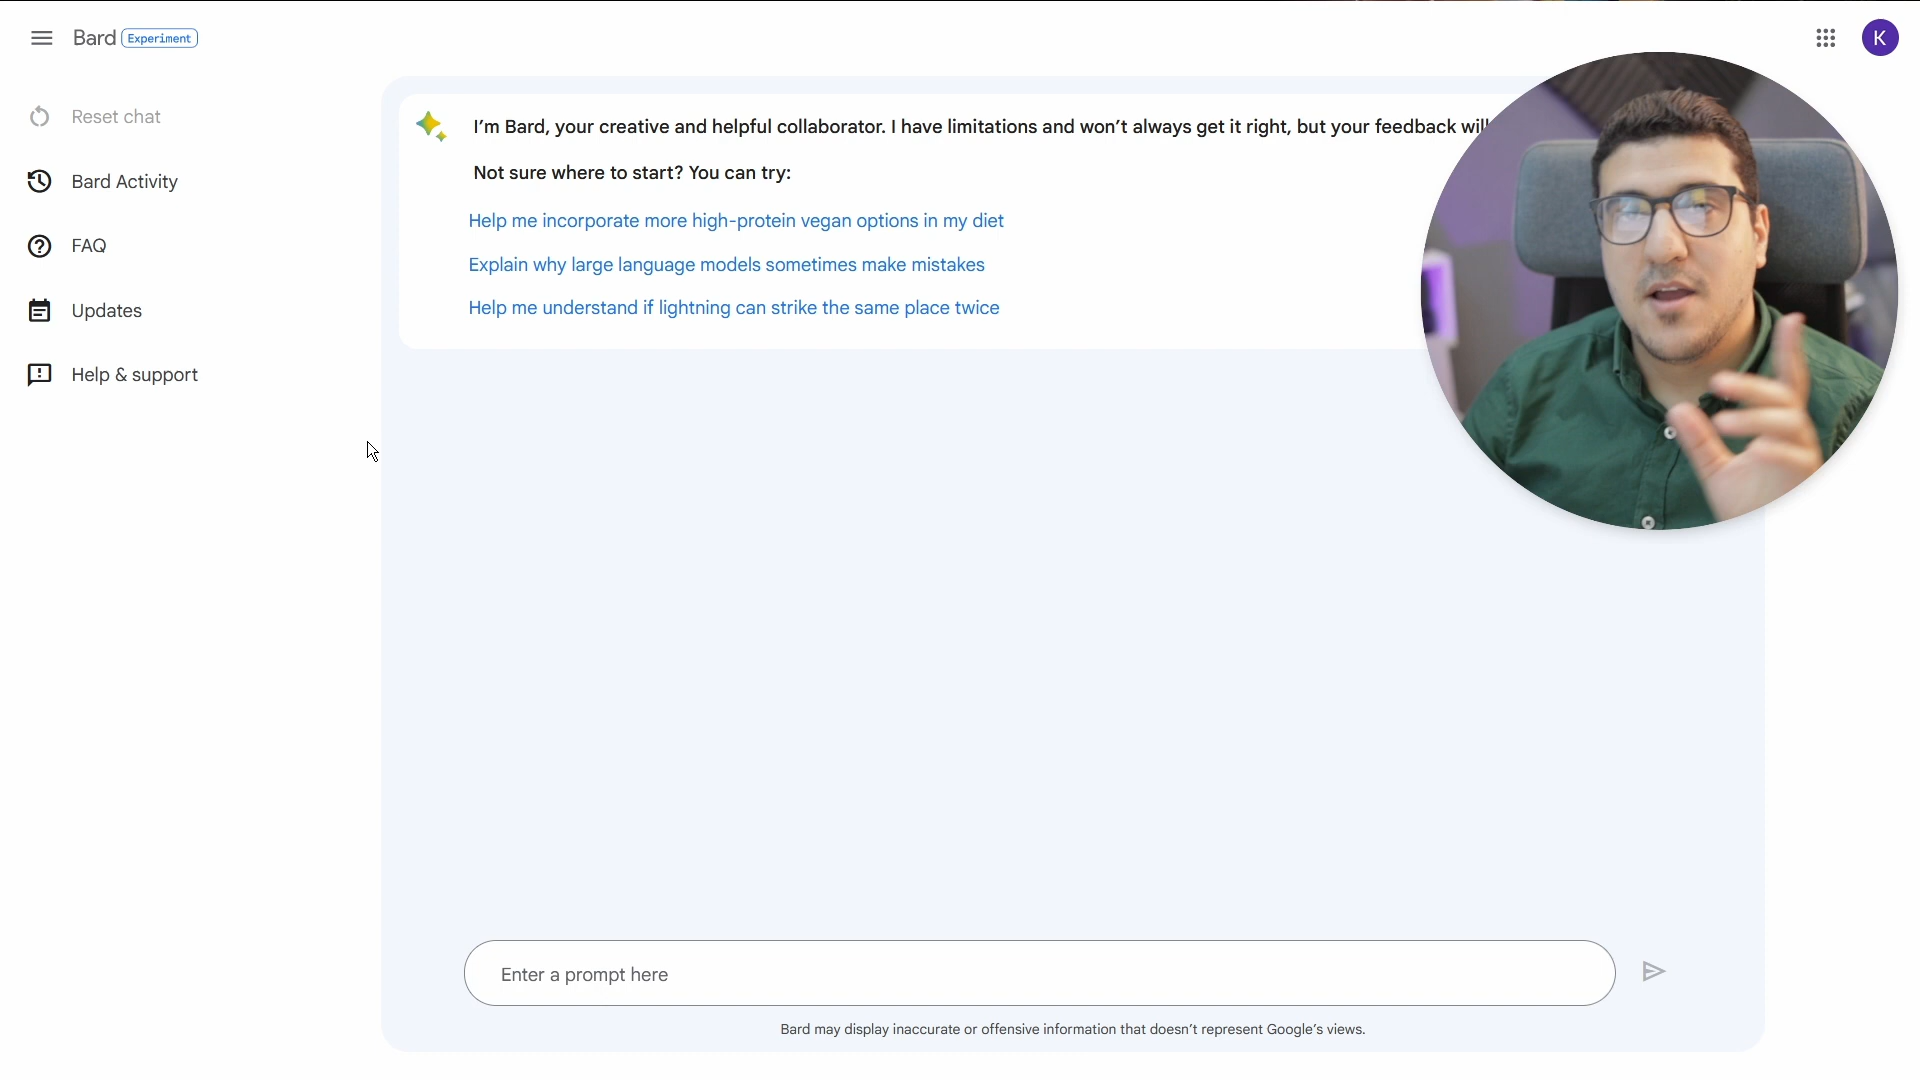 Bard Experiment
K
Reset chat
Bard Activity
FAQ
Updates
Help & support
I'm Bard, your creative and helpful collaborator. I have limitations and won't always get it right, but your feedback will
Not sure where to start? You can try:
Help me incorporate more high-protein vegan options in my diet
Explain why large language models sometimes make mistakes
Help me understand if lightning can strike the same place twice
Enter a prompt here
Bard may display inaccurate or offensive information that doesn't represent Google's views.